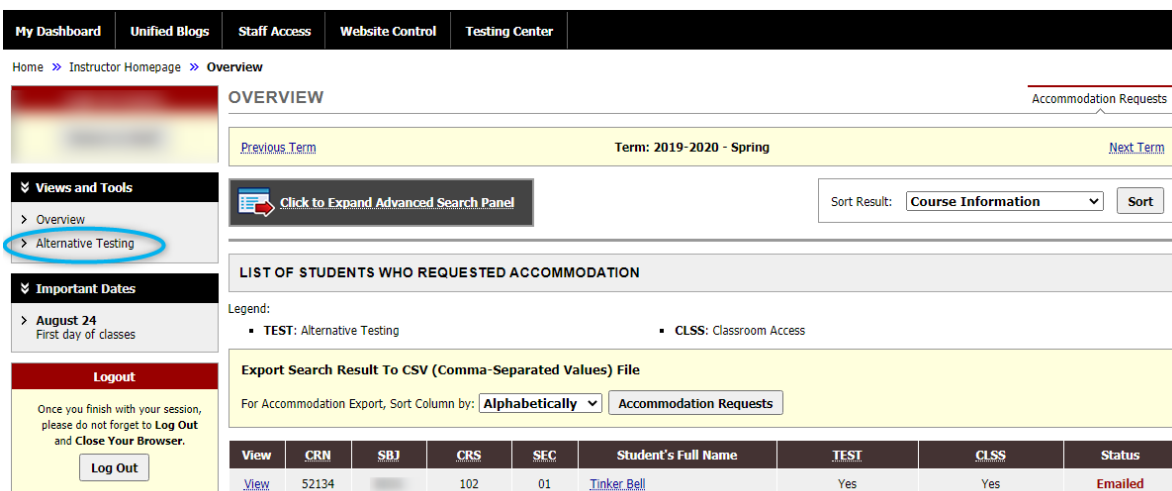 My Dashboard Unified Blogs Staff Access Website Control Testing Center
Home » Instructor Homepage » Overview
OVERVIEW
Accommodation Requests
Previous Term Term: 2019-2020 - Spring Next Term
Views and Tools
Overview
Alternative Testing
Important Dates
August 24
First day of classes
Logout
Once you finish with your session,
please do not forget to Log Out
and Close Your Browser.
Log Out
Click to Expand Advanced Search Panel
Sort Result: Course Information Sort
LIST OF STUDENTS WHO REQUESTED ACCOMMODATION
Legend:
TEST: Alternative Testing CLSS: Classroom Access
Export Search Result To CSV (Comma-Separated Values) File
For Accommodation Export, Sort Column by: Alphabetically Accommodation Requests
View CRN SBJ CRS SEC Student's Full Name TEST CLSS Status
View 52134 102 01 Tinker Bell Yes Yes Emailed